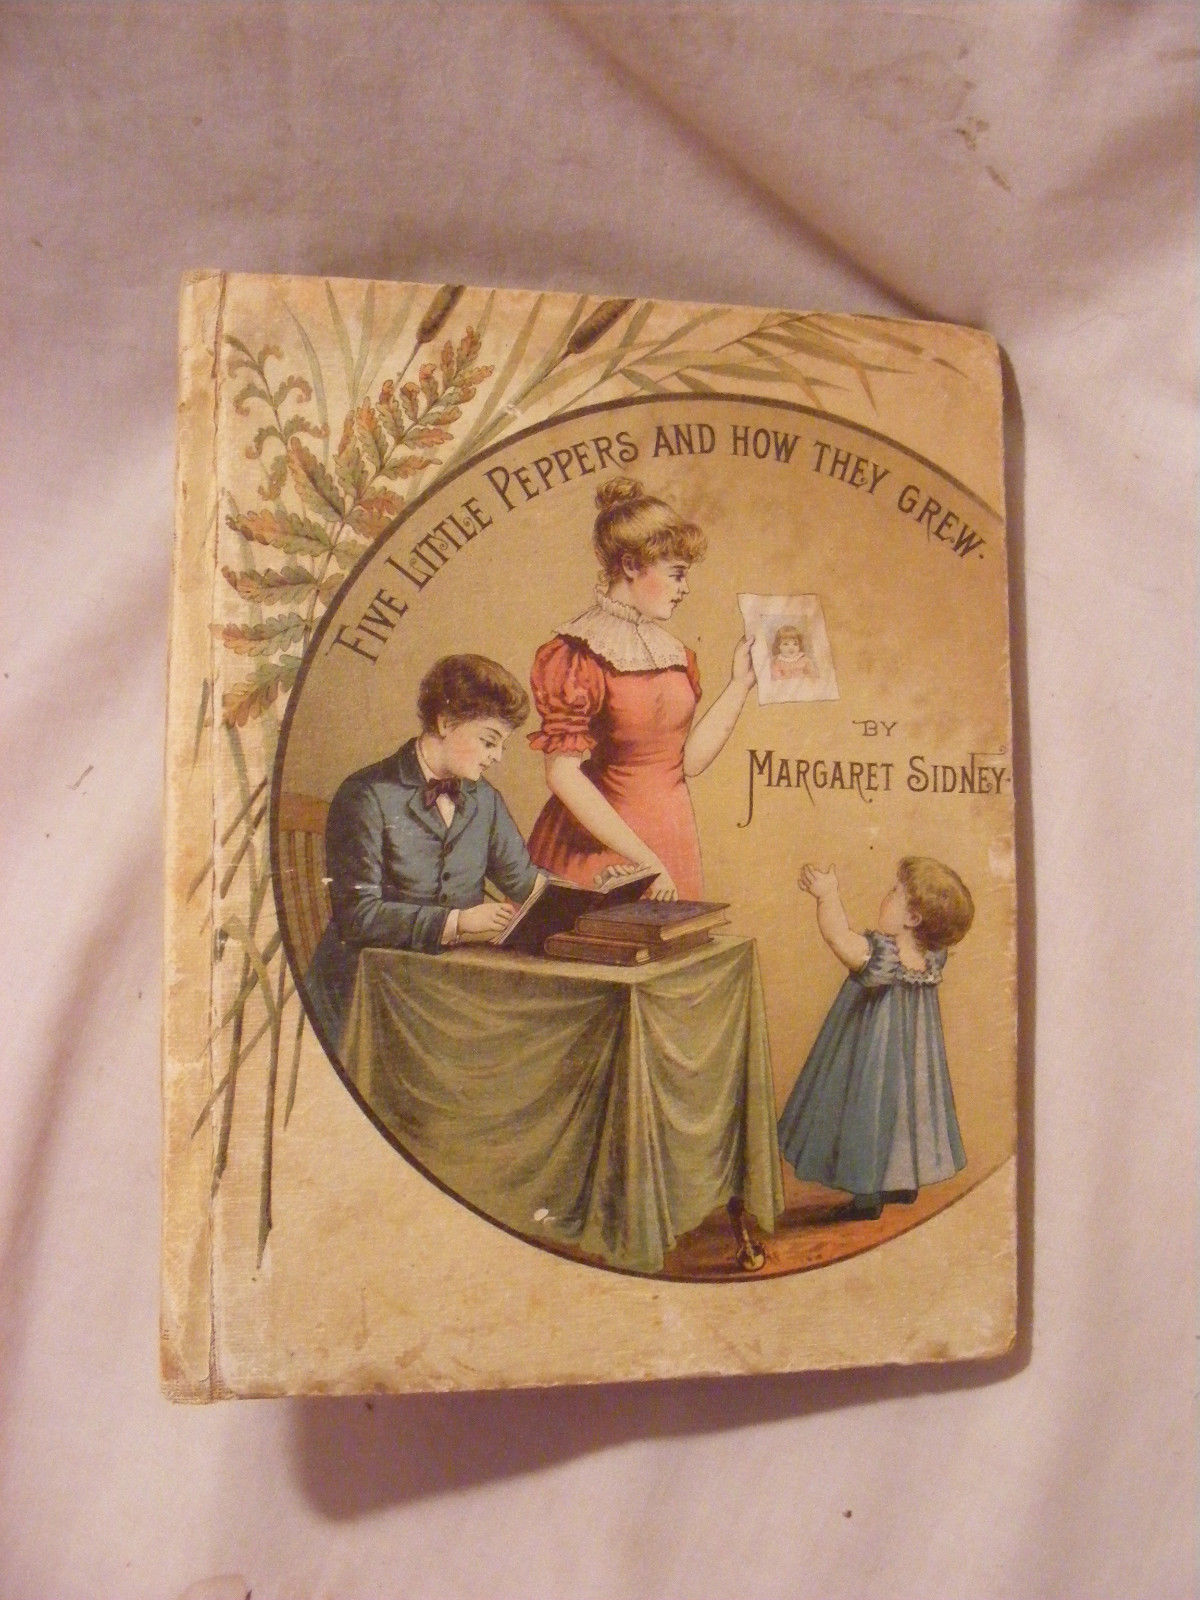 Five Little Peppers and how they grew.
By
Margaret Sidney.